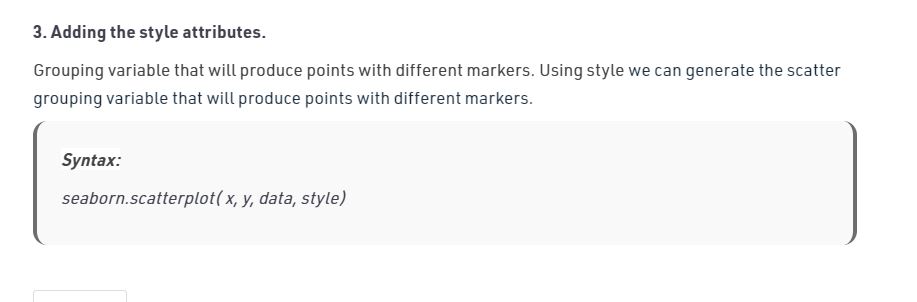 3. Adding the style attributes.
Grouping variable that will produce points with different markers. Using style we can generate the scatter
grouping variable that will produce points with different markers.
Syntax:
seaborn.scatterplot( x, y, data, style)